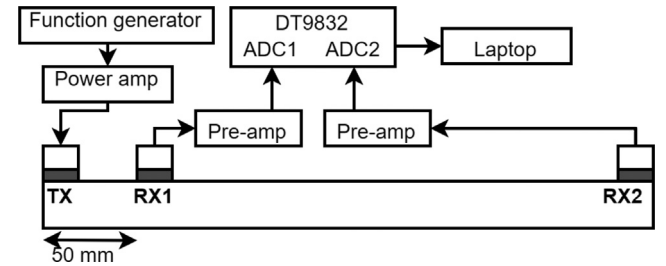 Function generator
DT9832
ADC1 ADC2
Laptop
Power amp
Pre-amp
Pre-amp
TX
RX1
RX2
50 mm